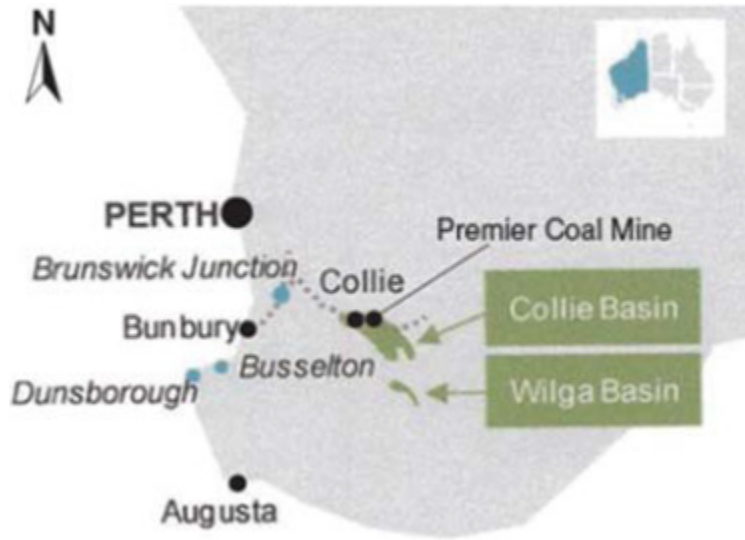 N
PERTH
Premier Coal Mine
Brunswick Junction
Collie
Collie Basin
Bunbury
Busselton
Dunsborough
Wilga Basin
Augusta